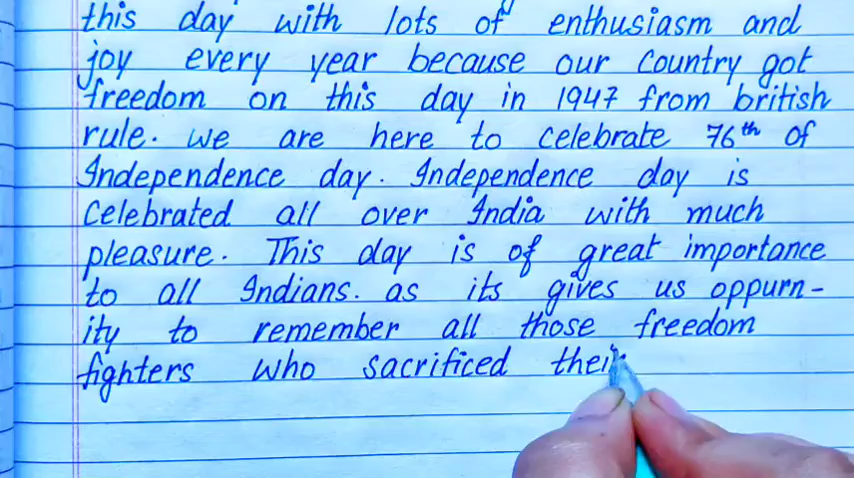 this day with lots of enthusiasm and
joy every year because our country got
freedom on this day in 1947 from british
rule. we are here to celebrate 76th of
Independence day. Independence day is
Celebrated all over India with much
pleasure. This day is of great importance
to all Indians. as its gives us oppurn-
ity to remember all those freedom
fighters who sacrificed their